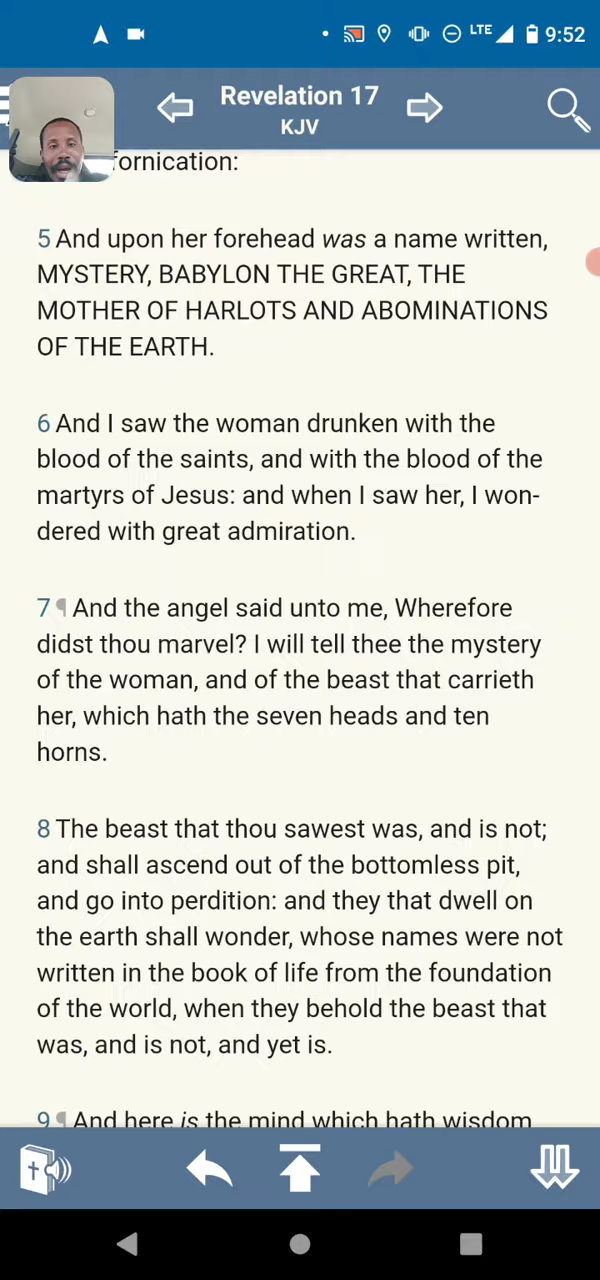 LTE 9:52
Revelation 17
KJV
fornication:
5 And upon her forehead was a name written,
MYSTERY, BABYLON THE GREAT, THE
MOTHER OF HARLOTS AND ABOMINATIONS
OF THE EARTH.
6 And I saw the woman drunken with the
blood of the saints, and with the blood of the
martyrs of Jesus: and when I saw her, I won-
dered with great admiration.
7 ¶ And the angel said unto me, Wherefore
didst thou marvel? I will tell thee the mystery
of the woman, and of the beast that carrieth
her, which hath the seven heads and ten
horns.
8 The beast that thou sawest was, and is not;
and shall ascend out of the bottomless pit,
and go into perdition: and they that dwell on
the earth shall wonder, whose names were not
written in the book of life from the foundation
of the world, when they behold the beast that
was, and is not, and yet is.
9 ¶ And here is the mind which hath wisdom